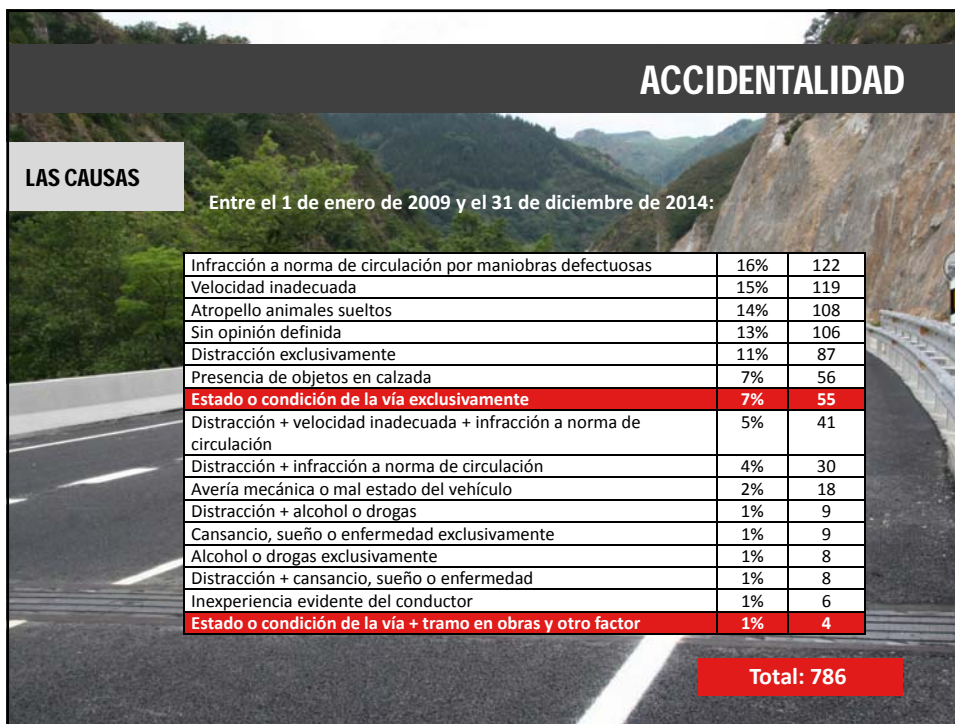 ACCIDENTALIDAD
LAS CAUSAS
Entre el 1 de enero de 2009 y el 31 de diciembre de 2014:
Infracción a norma de circulación por maniobras defectuosas 16% 122
Velocidad inadecuada 15% 119
Atropello animales sueltos 14% 108
Sin opinión definida 13% 106
Distracción exclusivamente 11% 87
Presencia de objetos en calzada 7% 56
Estado o condición de la vía exclusivamente 7% 55
Distracción + velocidad inadecuada + infracción a norma de 5% 41
circulación
Distracción + infracción a norma de circulación 4% 30
Avería mecánica o mal estado del vehículo 2% 18
Distracción + alcohol o drogas 1% 9
Cansancio, sueño o enfermedad exclusivamente 1% 9
Alcohol o drogas exclusivamente 1% 8
Distracción + cansancio, sueño o enfermedad 1% 8
Inexperiencia evidente del conductor 1% 6
Estado o condición de la vía + tramo en obras y otro factor 1% 4
Total: 786